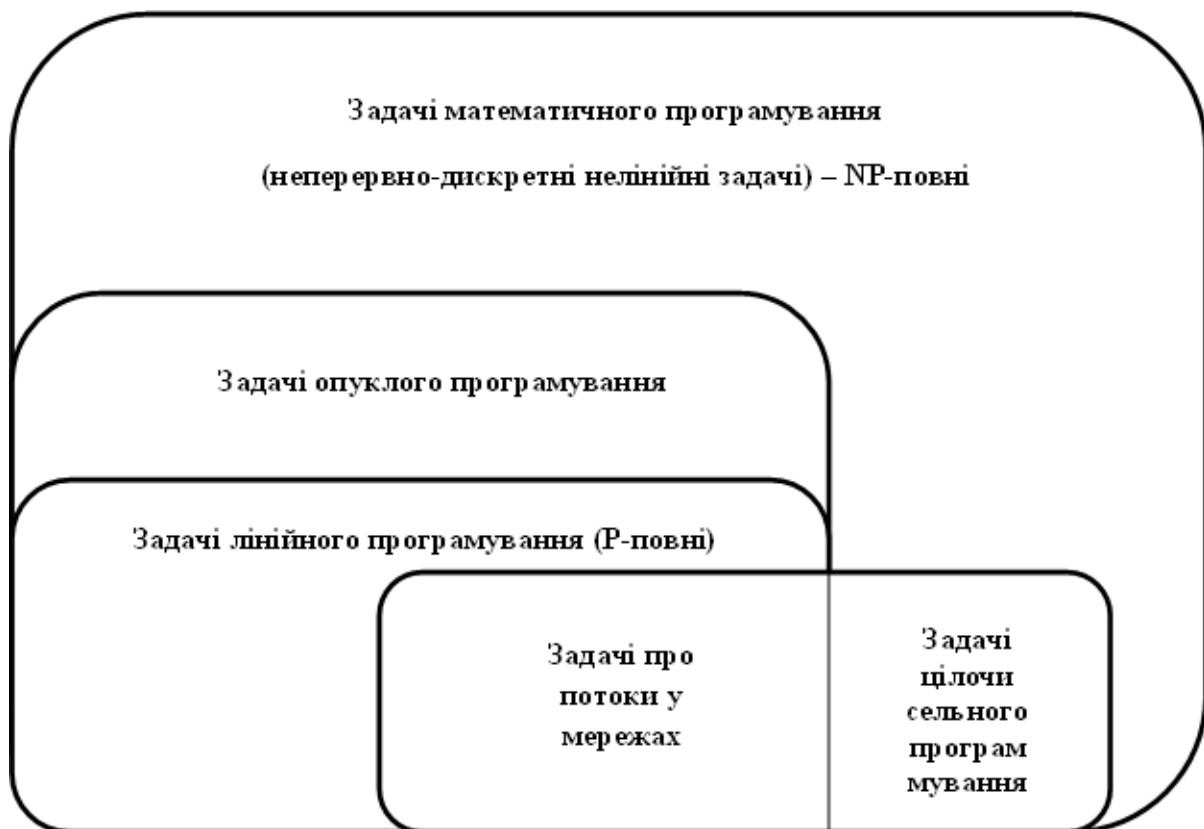 Задачі математичного програмування
(неперервно-дискретні нелінійні задачі) – NP-повні
Задачі опуклого програмування
Задачі лінійного програмування (P-повні)
Задачі про
потоки у
мережах
Задачі
цілочи
сельного
програм
мування